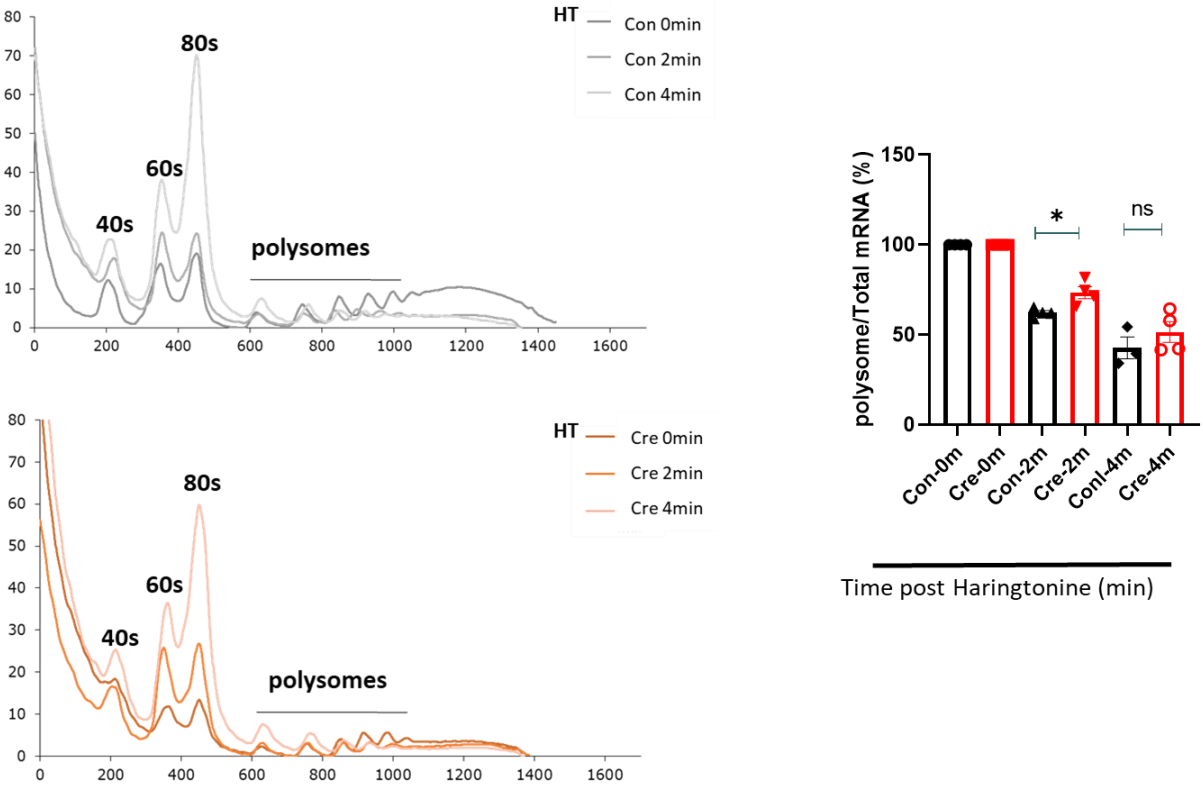 80
70
60
50
40
30
20
10
0
0 200 400 600 800 1000 1200 1400 1600
40s
60s
80s
polysomes
HT
Con 0min
Con 2min
Con 4min
80
70
60
50
40
30
20
10
0
0 200 400 600 800 1000 1200 1400 1600
40s
60s
80s
polysomes
HT
Cre 0min
Cre 2min
Cre 4min
polysome/Total mRNA (%)
150
100
50
0
*
ns
Con-0m
Cre-0m
Con-2m
Cre-2m
Conl-4m
Cre-4m
Time post Haringtonine (min)